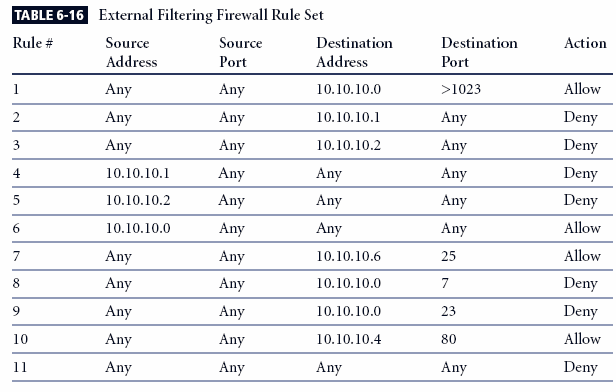 TABLE 6-16 External Filtering Firewall Rule Set
Rule # Source Address Source Port Destination Address Destination Port Action
1 Any Any 10.10.10.0 >1023 Allow
2 Any Any 10.10.10.1 Any Deny
3 Any Any 10.10.10.2 Any Deny
4 10.10.10.1 Any Any Any Deny
5 10.10.10.2 Any Any Any Deny
6 10.10.10.0 Any Any Any Allow
7 Any Any 10.10.10.6 25 Allow
8 Any Any 10.10.10.0 7 Deny
9 Any Any 10.10.10.0 23 Deny
10 Any Any 10.10.10.4 80 Allow
11 Any Any Any Any Deny